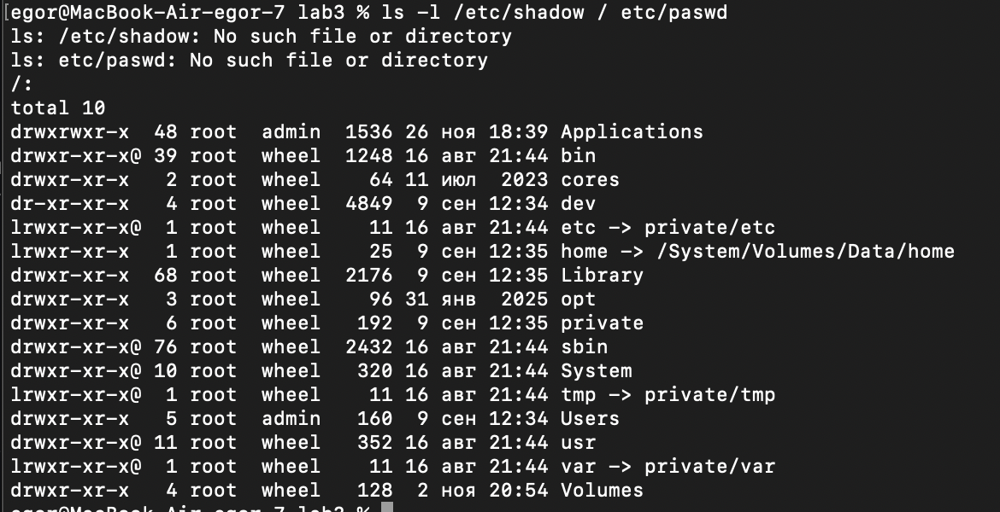 [egor@MacBook-Air-egor-7 lab3 % ls -l /etc/shadow / etc/paswd
ls: /etc/shadow: No such file or directory
ls: etc/paswd: No such file or directory
/:
total 10
drwxrwxr-x  48 root  admin  1536 26 ноя 18:39 Applications
drwxr-xr-x@ 39 root  wheel  1248 16 авг 21:44 bin
drwxr-xr-x   2 root  wheel    64 11 июл  2023 cores
dr-xr-xr-x   4 root  wheel  4849  9 сен 12:34 dev
lrwxr-xr-x@  1 root  wheel    11 16 авг 21:44 etc -> private/etc
lrwxr-xr-x   1 root  wheel    25  9 сен 12:35 home -> /System/Volumes/Data/home
drwxr-xr-x  68 root  wheel  2176  9 сен 12:35 Library
drwxr-xr-x   3 root  wheel    96 31 янв  2025 opt
drwxr-xr-x   6 root  wheel   192  9 сен 12:35 private
drwxr-xr-x@ 76 root  wheel  2432 16 авг 21:44 sbin
drwxr-xr-x@ 10 root  wheel   320 16 авг 21:44 System
lrwxr-xr-x@  1 root  wheel    11 16 авг 21:44 tmp -> private/tmp
drwxr-xr-x   5 root  admin   160  9 сен 12:34 Users
drwxr-xr-x@ 11 root  wheel   352 16 авг 21:44 usr
lrwxr-xr-x@  1 root  wheel    11 16 авг 21:44 var -> private/var
drwxr-xr-x   4 root  wheel   128  2 ноя 20:54 Volumes
egor@MacBook-Air-egor-7 lab3 %